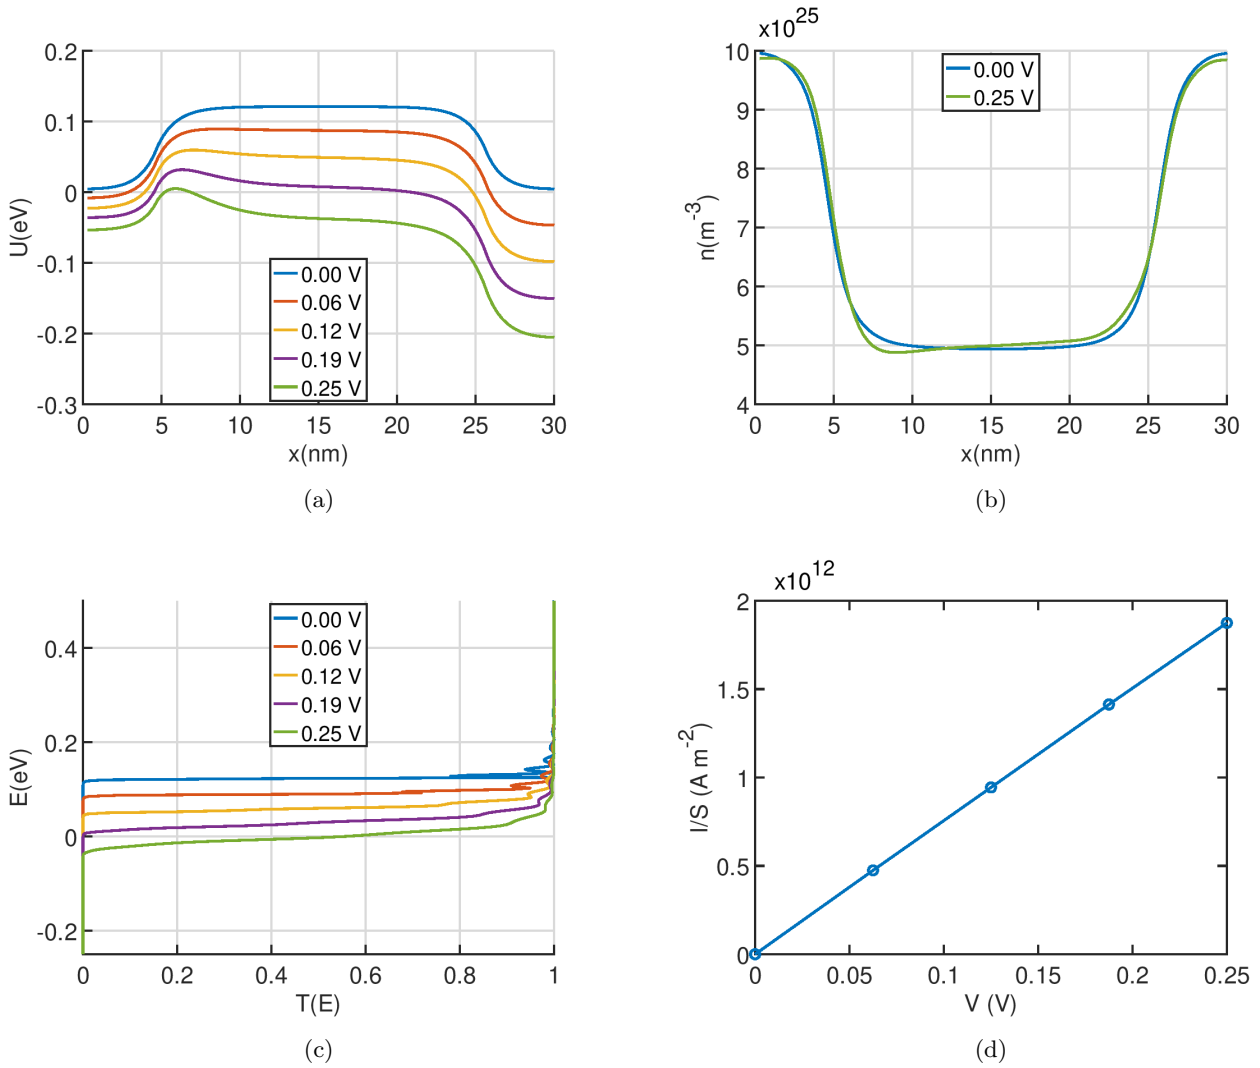 0.2
0.1
0
-0.1
-0.2
-0.3
U(eV)
0.00 V
0.06 V
0.12 V
0.19 V
0.25 V
0 5 10 15 20 25 30
x(nm)
(a)
x10^25
10
9
8
7
6
5
4
n(m^-3)
0.00 V
0.25 V
0 5 10 15 20 25 30
x(nm)
(b)
0.4
0.2
0
-0.2
E(eV)
0.00 V
0.06 V
0.12 V
0.19 V
0.25 V
0 0.2 0.4 0.6 0.8 1
T(E)
(c)
x10^12
2
1.5
1
0.5
0
I/S (A m^-2)
0 0.05 0.1 0.15 0.2 0.25
V (V)
(d)